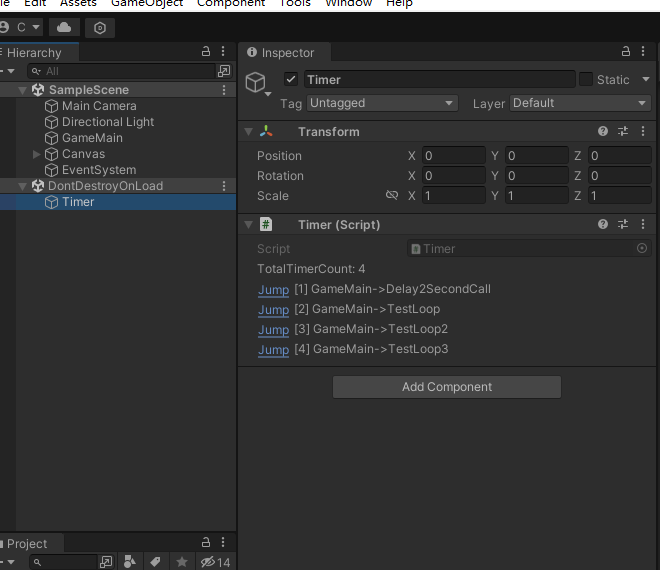 Edit Assets GameObject Component Tools Window Help
C
Hierarchy
All
SampleScene
Main Camera
Directional Light
GameMain
Canvas
EventSystem
DontDestroyOnLoad
Timer
Inspector
Timer
Static
Tag Untagged Layer Default
Transform
Position X 0 Y 0 Z 0
Rotation X 0 Y 0 Z 0
Scale X 1 Y 1 Z 1
# Timer (Script)
Script # Timer
TotalTimerCount: 4
Jump [1] GameMain->Delay2SecondCall
Jump [2] GameMain->TestLoop
Jump [3] GameMain->TestLoop2
Jump [4] GameMain->TestLoop3
Add Component
Project
14